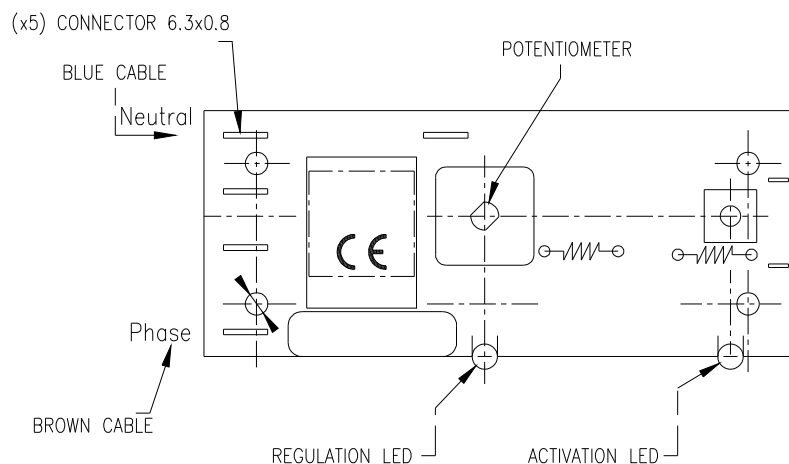 (x5) CONNECTOR 6.3x0.8
POTENTIOMETER
BLUE CABLE
Neutral
CE
Phase
BROWN CABLE
REGULATION LED
ACTIVATION LED